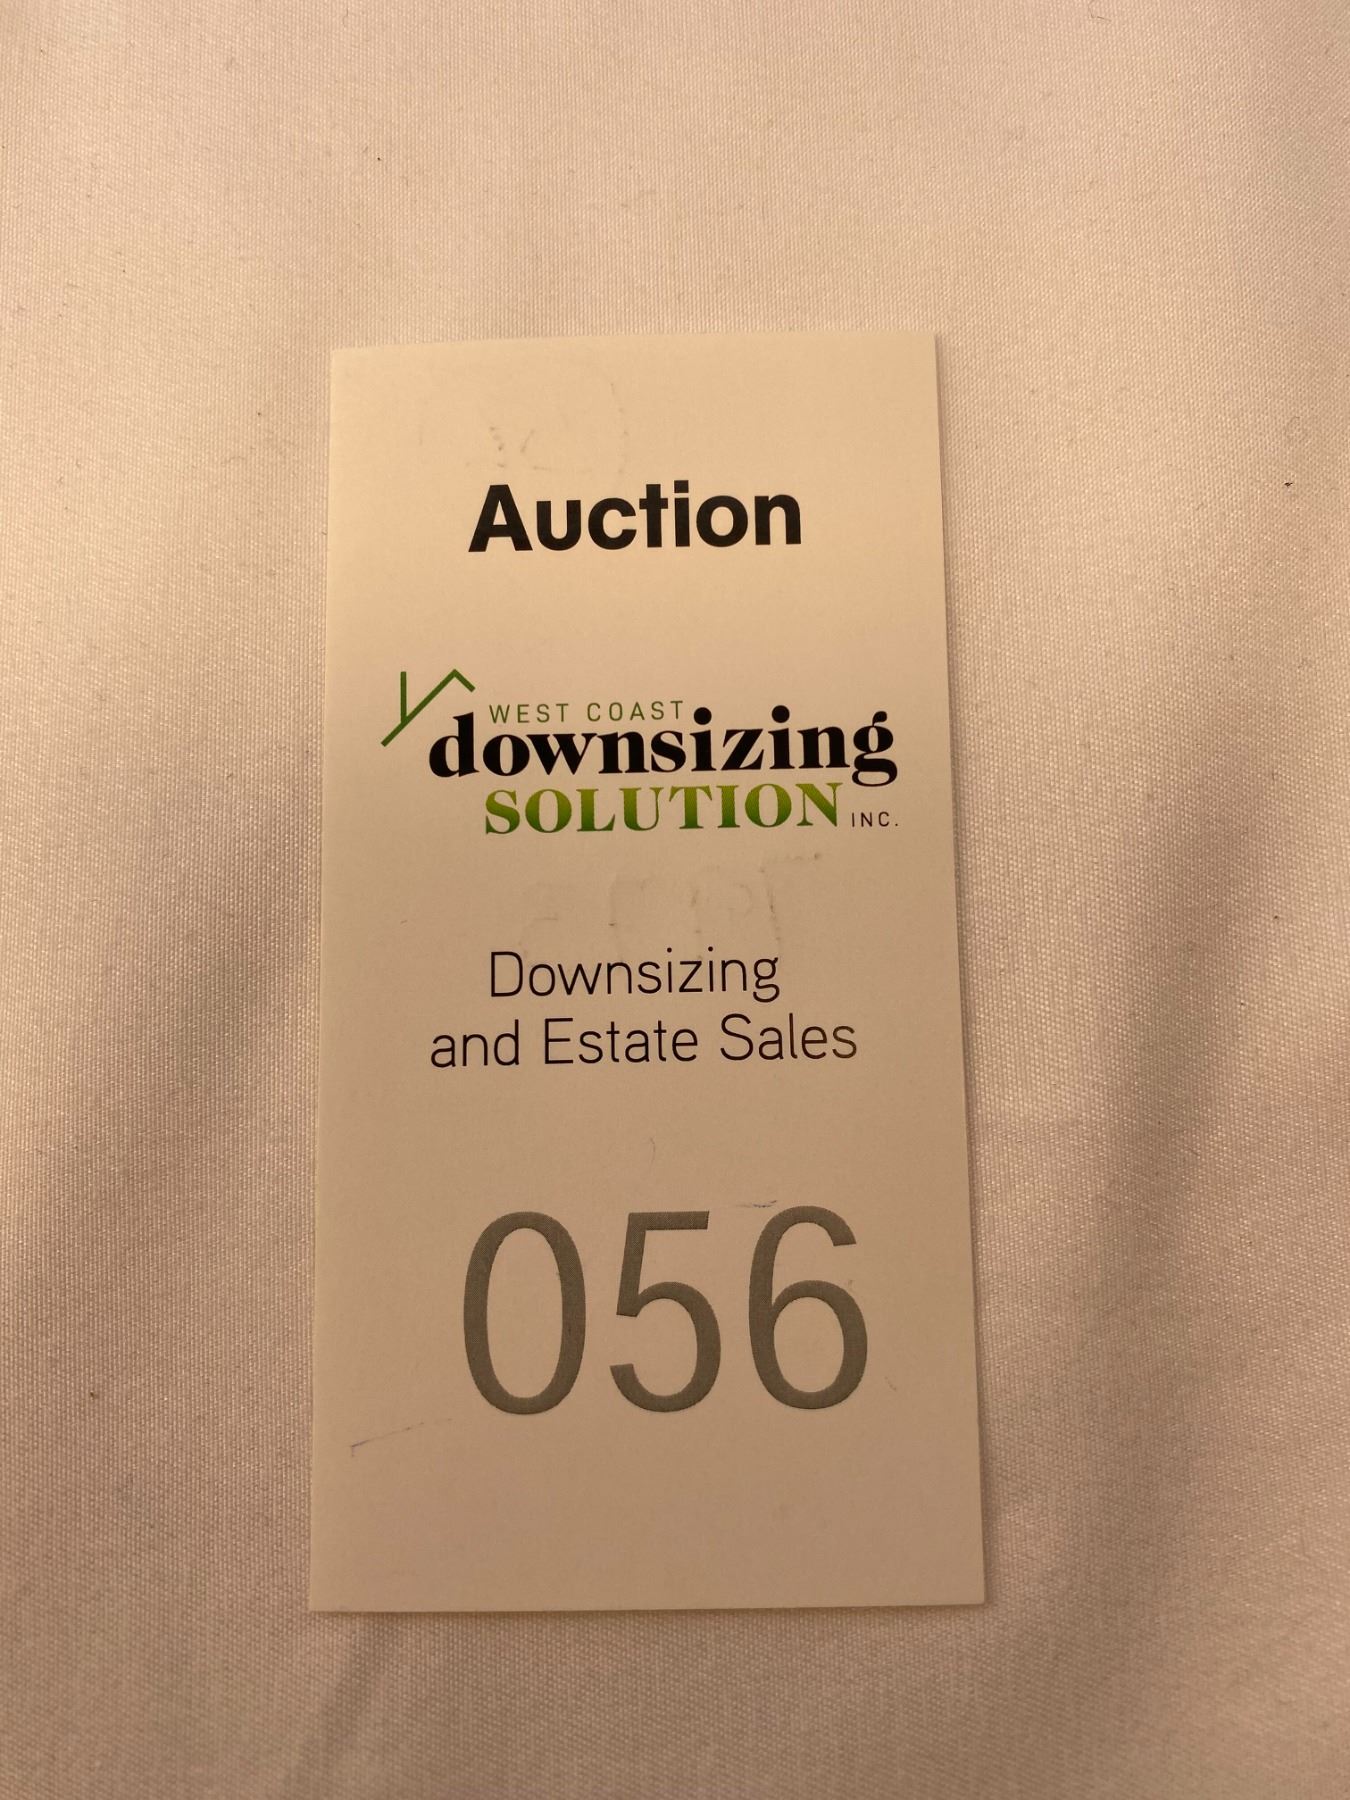 Auction
WEST COAST
downsizing
SOLUTION INC.
Downsizing
and Estate Sales
056